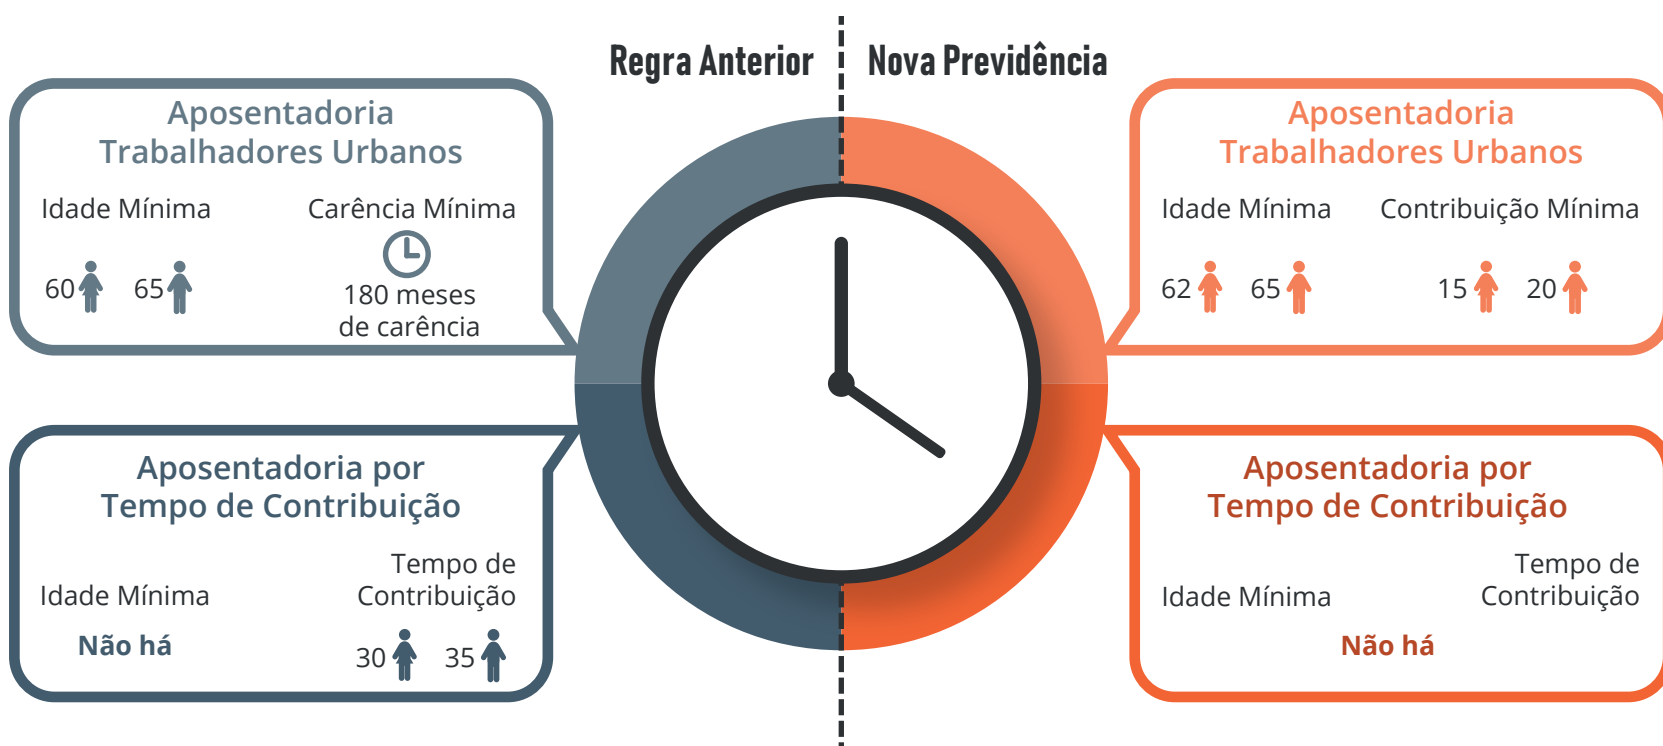 Regra Anterior
Nova Previdência
Aposentadoria
Trabalhadores Urbanos
Idade Mínima
Carência Mínima
60
65
180 meses
de carência
Aposentadoria por
Tempo de Contribuição
Idade Mínima
Tempo de
Contribuição
Não há
30
35
Aposentadoria
Trabalhadores Urbanos
Idade Mínima
Contribuição Mínima
62
65
15
20
Aposentadoria por
Tempo de Contribuição
Idade Mínima
Tempo de
Contribuição
Não há